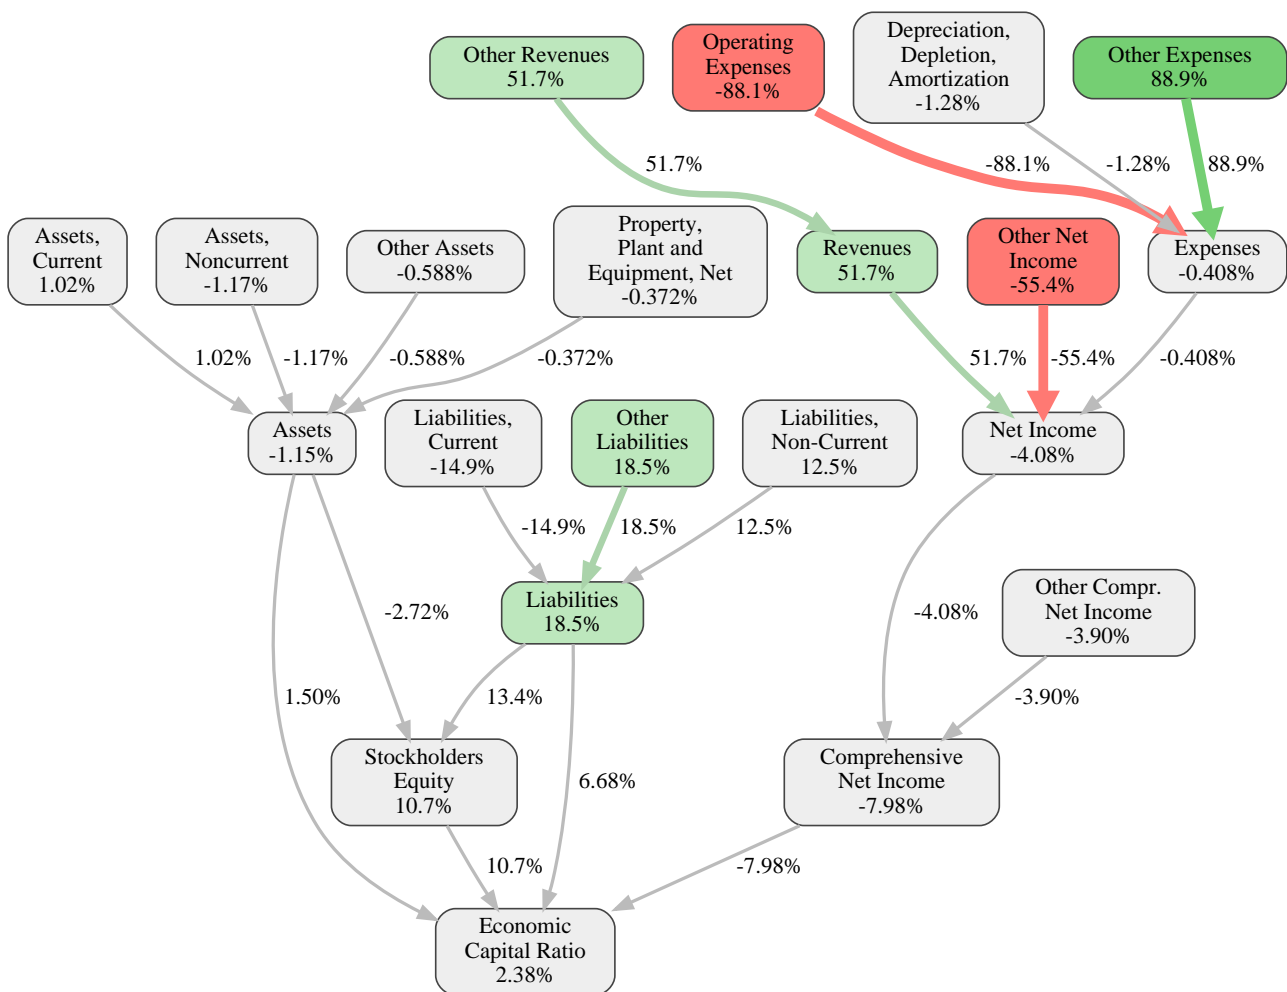 Other Revenues
51.7%
Operating
Expenses
-88.1%
Depreciation,
Depletion,
Amortization
-1.28%
Other Expenses
88.9%
51.7%
-88.1%
-1.28%
88.9%
Assets,
Current
1.02%
Assets,
Noncurrent
-1.17%
Other Assets
-0.588%
Property,
Plant and
Equipment, Net
-0.372%
Revenues
51.7%
Other Net
Income
-55.4%
Expenses
-0.408%
1.02%
-1.17%
-0.588%
-0.372%
51.7%
-55.4%
-0.408%
Assets
-1.15%
Liabilities,
Current
-14.9%
Other
Liabilities
18.5%
Liabilities,
Non-Current
12.5%
Net Income
-4.08%
-14.9%
18.5%
12.5%
-2.72%
Liabilities
18.5%
-4.08%
Other Compr.
Net Income
-3.90%
1.50%
13.4%
-3.90%
Stockholders
Equity
10.7%
6.68%
Comprehensive
Net Income
-7.98%
10.7%
-7.98%
Economic
Capital Ratio
2.38%